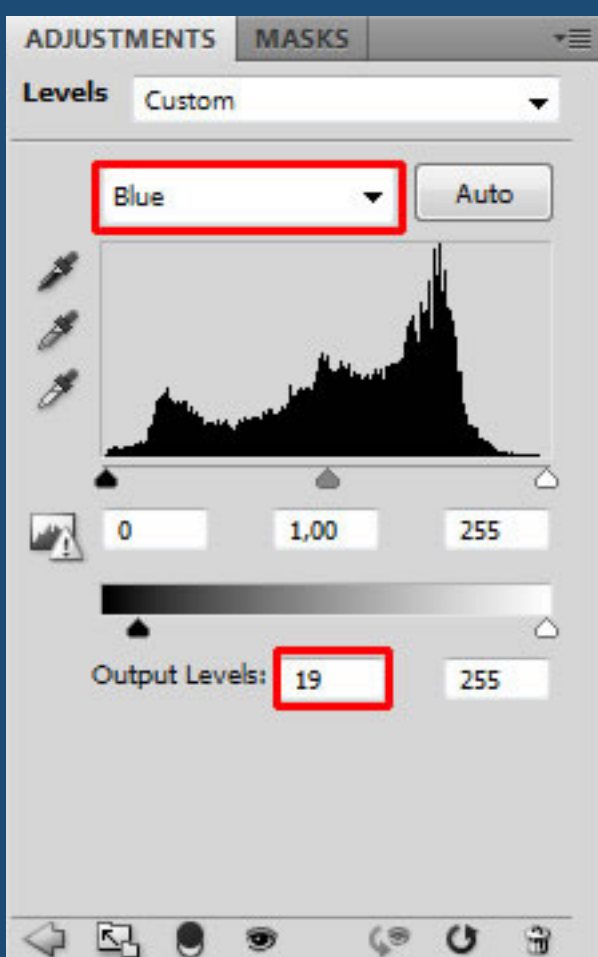 ADJUSTMENTS MASKS
Levels Custom
Blue Auto
0 1,00 255
Output Levels: 19 255